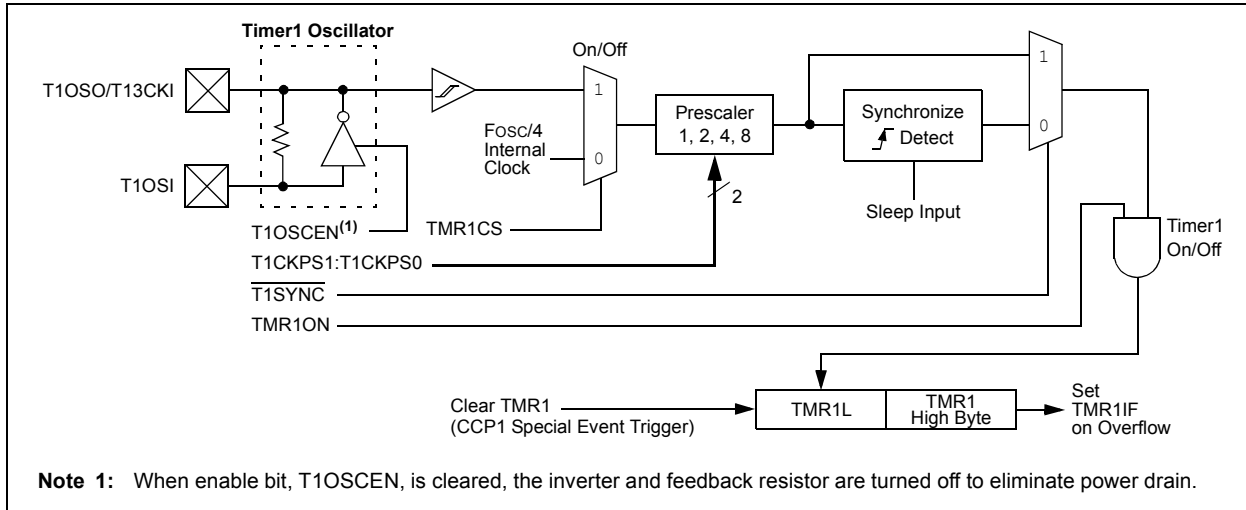 Timer1 Oscillator
On/Off
T1OSO/T13CKI
1
1
Prescaler
1, 2, 4, 8
Synchronize
Detect
FOSC/4
Internal
Clock
0
0
T1OSI
2
Sleep Input
T1OSCEN(1)
TMR1CS
Timer1
On/Off
T1CKPS1:T1CKPS0
T1SYNC
TMR1ON
Clear TMR1
(CCP1 Special Event Trigger)
TMR1L
TMR1
High Byte
Set
TMR1IF
on Overflow
Note 1: When enable bit, T1OSCEN, is cleared, the inverter and feedback resistor are turned off to eliminate power drain.